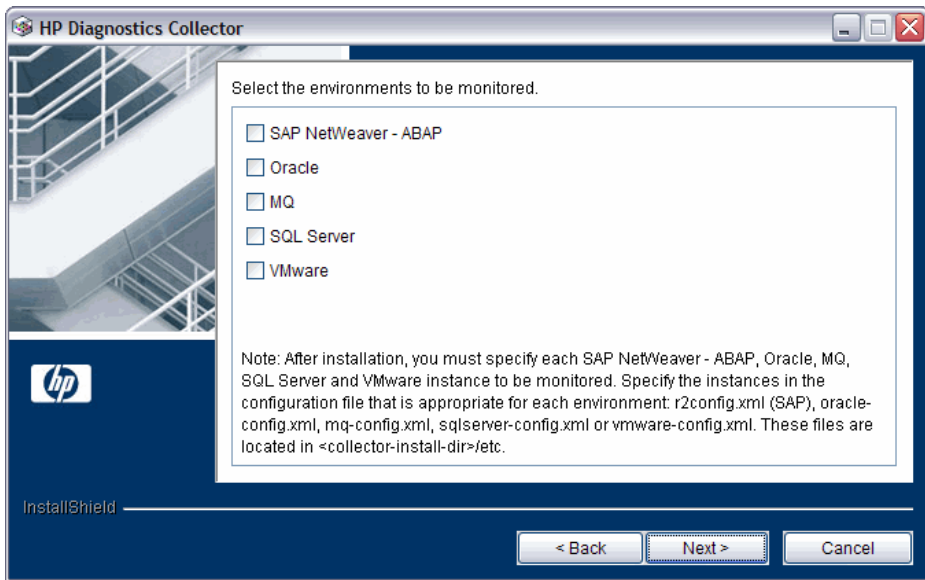 HP Diagnostics Collector
Select the environments to be monitored.
SAP NetWeaver - ABAP
Oracle
MQ
SQL Server
VMware
Note: After installation, you must specify each SAP NetWeaver - ABAP, Oracle, MQ,
SQL Server and VMware instance to be monitored. Specify the instances in the
configuration file that is appropriate for each environment: r2config.xml (SAP), oracle-
config.xml, mq-config.xml, sqlserver-config.xml or vmware-config.xml. These files are
located in <collector-install-dir>/etc.
hp
InstallShield
< Back
Next >
Cancel